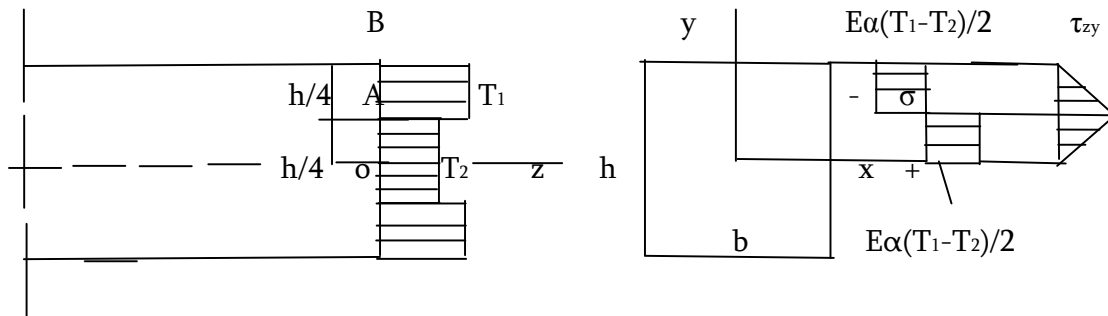 B y Eα(T₁-T₂)/2 τzy
h/4 A T₁ - σ
h/4 o T₂ z h x +
b Eα(T₁-T₂)/2